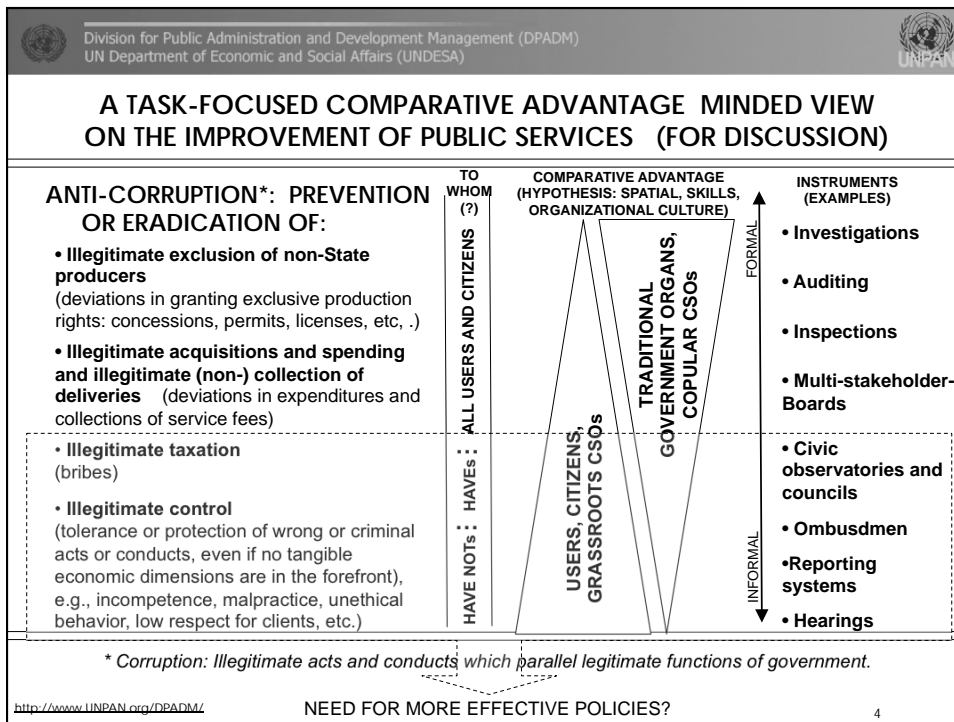 Division for Public Administration and Development Management (DPADM)
UN Department of Economic and Social Affairs (UNDESA)
UNPAN
A TASK-FOCUSED COMPARATIVE ADVANTAGE MINDED VIEW
ON THE IMPROVEMENT OF PUBLIC SERVICES (FOR DISCUSSION)
ANTI-CORRUPTION*: PREVENTION
OR ERADICATION OF:
• Illegitimate exclusion of non-State
producers
(deviations in granting exclusive production
rights: concessions, permits, licenses, etc, .)
• Illegitimate acquisitions and spending
and illegitimate (non-) collection of
deliveries (deviations in expenditures and
collections of service fees)
• Illegitimate taxation
(bribes)
• Illegitimate control
(tolerance or protection of wrong or criminal
acts or conducts, even if no tangible
economic dimensions are in the forefront),
e.g., incompetence, malpractice, unethical
behavior, low respect for clients, etc.)
TO
WHOM
(?)
HAVE NOTs : HAVEs : ALL USERS AND CITIZENS
COMPARATIVE ADVANTAGE
(HYPOTHESIS: SPATIAL, SKILLS,
ORGANIZATIONAL CULTURE)
USERS, CITIZENS,
GRASSROOTS CSOs
TRADITIONAL
GOVERNMENT ORGANS,
COPULAR CSOs
FORMAL
INFORMAL
INSTRUMENTS
(EXAMPLES)
• Investigations
• Auditing
• Inspections
• Multi-stakeholder-
Boards
• Civic
observatories and
councils
• Ombudsmen
•Reporting
systems
• Hearings
* Corruption: Illegitimate acts and conducts which parallel legitimate functions of government.
http://www.UNPAN.org/DPADM/
NEED FOR MORE EFFECTIVE POLICIES?
4